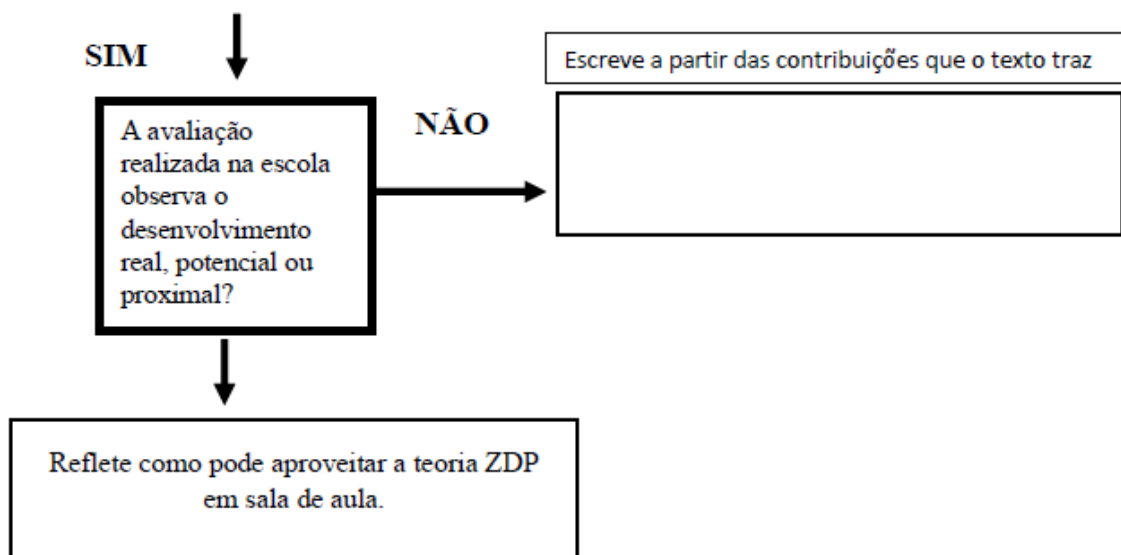 SIM
Escreve a partir das contribuições que o texto traz
NÃO
A avaliação
realizada na escola
observa o
desenvolvimento
real, potencial ou
proximal?
Reflete como pode aproveitar a teoria ZDP
em sala de aula.